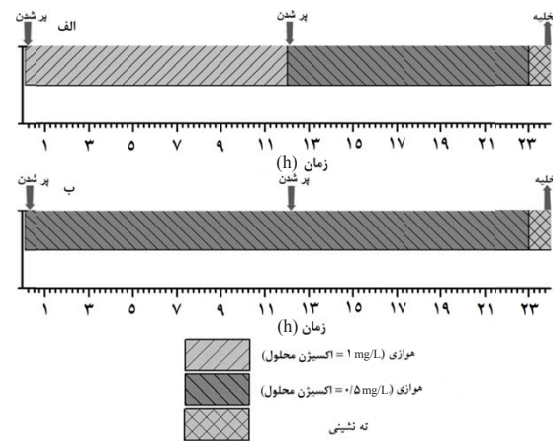 پر شدن الف پر شدن خلیه
۱ ۳ ۵ ۷ ۹ ۱۱ ۱۳ ۱۵ ۱۷ ۱۹ ۲۱ ۲۳
زمان (h)
پر شدن ب پر شدن خلیه
۱ ۳ ۵ ۷ ۹ ۱۱ ۱۳ ۱۵ ۱۷ ۱۹ ۲۱ ۲۳
زمان (h)
هوازی (۱ mg/L = اکسیژن محلول)
هوازی (۰/۵ mg/L = اکسیژن محلول)
ته نشینی